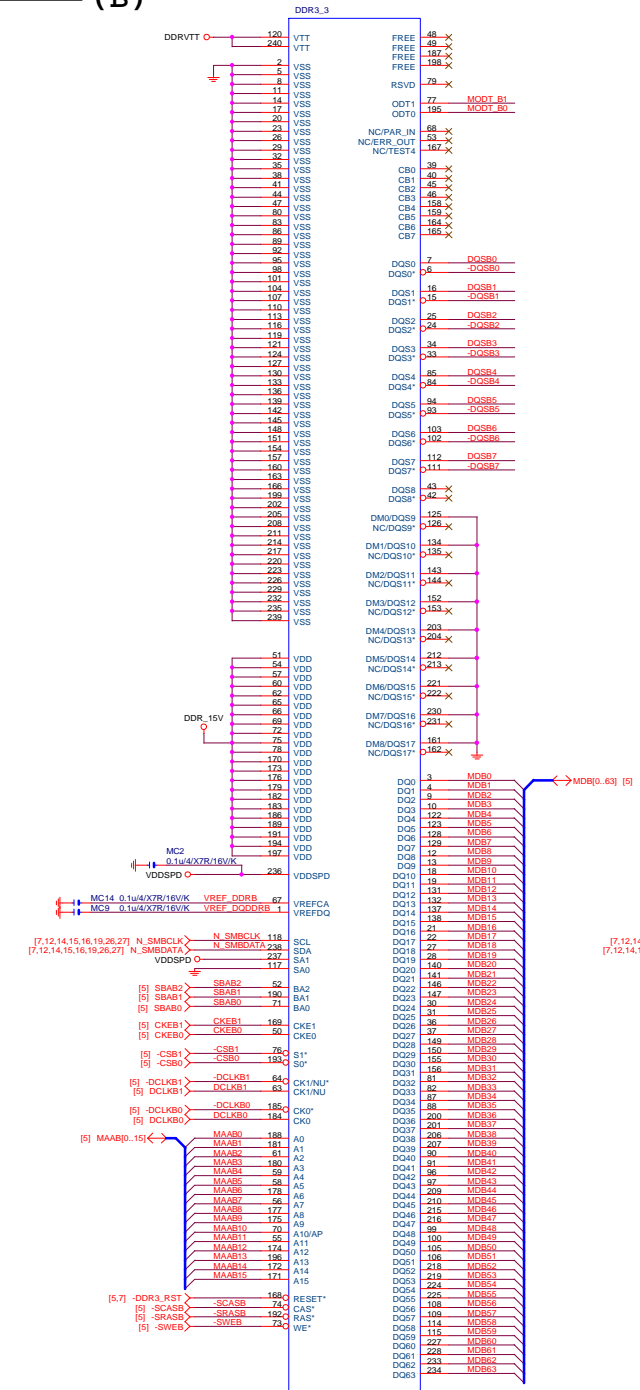 (B)
DDR3_3
DDRVTT 120 VTT
240 VTT
2 VSS
5 VSS
8 VSS
11 VSS
14 VSS
17 VSS
20 VSS
23 VSS
26 VSS
29 VSS
32 VSS
35 VSS
38 VSS
41 VSS
44 VSS
47 VSS
80 VSS
83 VSS
86 VSS
89 VSS
92 VSS
95 VSS
98 VSS
101 VSS
104 VSS
107 VSS
110 VSS
113 VSS
116 VSS
119 VSS
121 VSS
124 VSS
127 VSS
130 VSS
133 VSS
136 VSS
139 VSS
142 VSS
145 VSS
148 VSS
151 VSS
154 VSS
157 VSS
160 VSS
163 VSS
166 VSS
199 VSS
202 VSS
205 VSS
208 VSS
211 VSS
214 VSS
217 VSS
220 VSS
223 VSS
226 VSS
229 VSS
232 VSS
235 VSS
239 VSS
51 VDD
54 VDD
57 VDD
60 VDD
62 VDD
65 VDD
66 VDD
DDR_15V 69 VDD
72 VDD
75 VDD
78 VDD
170 VDD
173 VDD
176 VDD
179 VDD
182 VDD
183 VDD
186 VDD
189 VDD
191 VDD
194 VDD
197 VDD
MC2
0.1u/4/X7R/16V/K
VDDSPD 236 VDDSPD
MC14 0.1u/4/X7R/16V/K VREF_DDRB 67 VREFCA
MC9 0.1u/4/X7R/16V/K VREF_DQDDRB 1 VREFDQ
[7,12,14,15,16,19,26,27] N_SMBCLK N_SMBCLK 118 SCL
[7,12,14,15,16,19,26,27] N_SMBDATA N_SMBDATA 238 SDA
VDDSPD 237 SA1
117 SA0
[5] SBAB2 SBAB2 52 BA2
[5] SBAB1 SBAB1 190 BA1
[5] SBAB0 SBAB0 71 BA0
[5] CKEB1 CKEB1 169 CKE1
[5] CKEB0 CKEB0 50 CKE0
[5] -CSB1 -CSB1 76 S1*
[5] -CSB0 -CSB0 193 S0*
[5] -DCLKB1 -DCLKB1 64 CK1/NU*
[5] DCLKB1 DCLKB1 63 CK1/NU
[5] -DCLKB0 -DCLKB0 185 CK0*
[5] DCLKB0 DCLKB0 184 CK0
[5] MAAB[0..15] MAAB0 188 A0
MAAB1 181 A1
MAAB2 61 A2
MAAB3 180 A3
MAAB4 59 A4
MAAB5 58 A5
MAAB6 178 A6
MAAB7 56 A7
MAAB8 177 A8
MAAB9 175 A9
MAAB10 70 A10/AP
MAAB11 55 A11
MAAB12 174 A12
MAAB13 196 A13
MAAB14 172 A14
MAAB15 171 A15
[5,7] -DDR3_RST 168 RESET*
[5] -SCASB -SCASB 74 CAS*
[5] -SRASB -SRASB 192 RAS*
[5] -SWEB -SWEB 73 WE*
FREE 48
FREE 49
FREE 187
FREE 198
RSVD 79
ODT1 77 MODT_B1
ODT0 195 MODT_B0
NC/PAR_IN 68
NC/ERR_OUT 53
NC/TEST4 167
CB0 39
CB1 40
CB2 45
CB3 46
CB4 158
CB5 159
CB6 164
CB7 165
DQS0 7 DQSB0
DQS0* 6 -DQSB0
DQS1 16 DQSB1
DQS1* 15 -DQSB1
DQS2 25 DQSB2
DQS2* 24 -DQSB2
DQS3 34 DQSB3
DQS3* 33 -DQSB3
DQS4 85 DQSB4
DQS4* 84 -DQSB4
DQS5 94 DQSB5
DQS5* 93 -DQSB5
DQS6 103 DQSB6
DQS6* 102 -DQSB6
DQS7 112 DQSB7
DQS7* 111 -DQSB7
DQS8 43
DQS8* 42
DM0/DQS9 125
NC/DQS9* 126
DM1/DQS10 134
NC/DQS10* 135
DM2/DQS11 143
NC/DQS11* 144
DM3/DQS12 152
NC/DQS12* 153
DM4/DQS13 203
NC/DQS13* 204
DM5/DQS14 212
NC/DQS14* 213
DM6/DQS15 221
NC/DQS15* 222
DM7/DQS16 230
NC/DQS16* 231
DM8/DQS17 161
NC/DQS17* 162
DQ0 3 MDB0 MDB[0..63] [5]
DQ1 4 MDB1
DQ2 9 MDB2
DQ3 10 MDB3
DQ4 122 MDB4
DQ5 123 MDB5
DQ6 128 MDB6
DQ7 129 MDB7
DQ8 12 MDB8
DQ9 13 MDB9
DQ10 18 MDB10
DQ11 19 MDB11
DQ12 131 MDB12
DQ13 132 MDB13
DQ14 137 MDB14
DQ15 138 MDB15
DQ16 21 MDB16
DQ17 22 MDB17
DQ18 27 MDB18
DQ19 28 MDB19
DQ20 140 MDB20
DQ21 141 MDB21
DQ22 146 MDB22
DQ23 147 MDB23
DQ24 30 MDB24
DQ25 31 MDB25
DQ26 36 MDB26
DQ27 37 MDB27
DQ28 149 MDB28
DQ29 150 MDB29
DQ30 155 MDB30
DQ31 156 MDB31
DQ32 81 MDB32
DQ33 82 MDB33
DQ34 87 MDB34
DQ35 88 MDB35
DQ36 200 MDB36
DQ37 201 MDB37
DQ38 206 MDB38
DQ39 207 MDB39
DQ40 90 MDB40
DQ41 91 MDB41
DQ42 96 MDB42
DQ43 97 MDB43
DQ44 209 MDB44
DQ45 210 MDB45
DQ46 215 MDB46
DQ47 216 MDB47
DQ48 99 MDB48
DQ49 100 MDB49
DQ50 105 MDB50
DQ51 106 MDB51
DQ52 218 MDB52
DQ53 219 MDB53
DQ54 224 MDB54
DQ55 225 MDB55
DQ56 108 MDB56
DQ57 109 MDB57
DQ58 114 MDB58
DQ59 115 MDB59
DQ60 227 MDB60
DQ61 228 MDB61
DQ62 233 MDB62
DQ63 234 MDB63
[7,12,14
[7,12,14,1